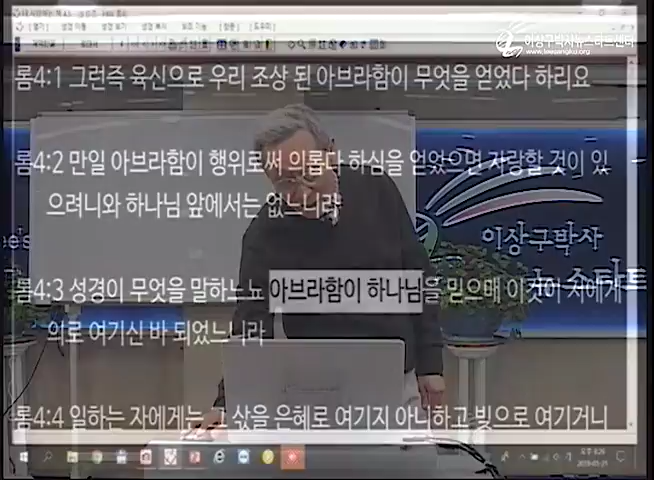 이상구박사뉴스타트센터
www.leesangku.org
롬4:1 그런즉 육신으로 우리 조상 된 아브라함이 무엇을 얻었다 하리요
롬4:2 만일 아브라함이 행위로써 의롭다 하심을 얻었으면 자랑할 것이 있
으려니와 하나님 앞에서는 없느니라
이상구박사
뉴스타트
롬4:3 성경이 무엇을 말하느뇨 아브라함이 하나님을 믿으매 이것이 저에게
의로 여기신 바 되었느니라
롬4:4 일하는 자에게는 그 삯을 은혜로 여기지 아니하고 빚으로 여기거니